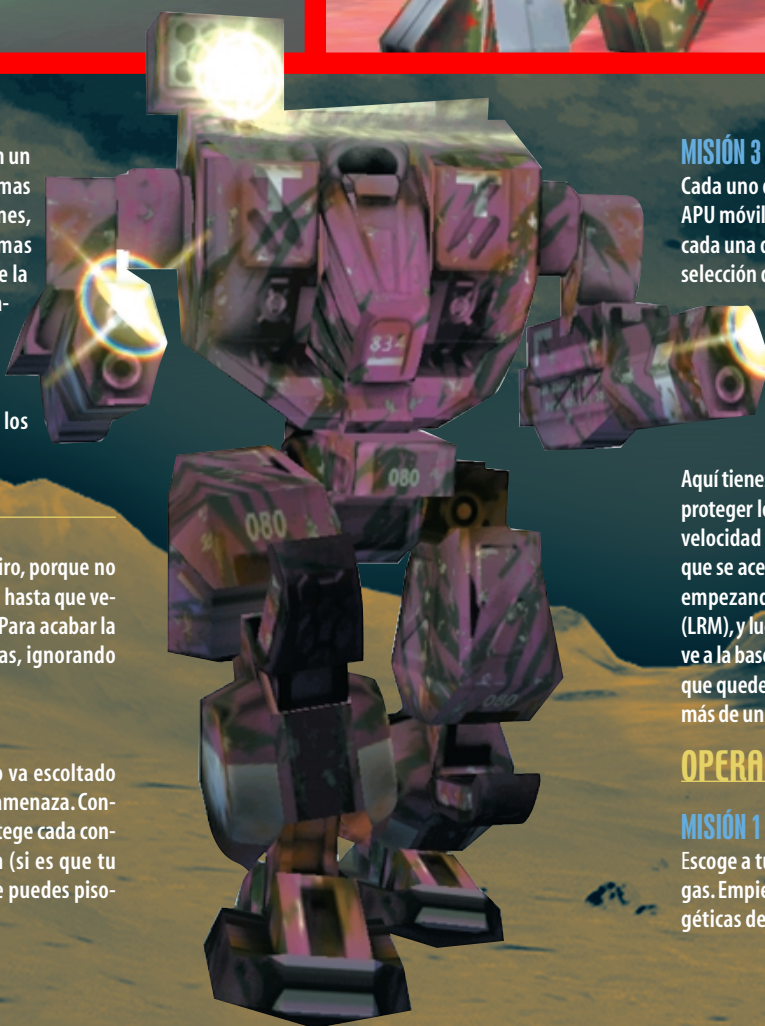 n un
mas
nes,
mas
e la
n-
los
iro, porque no
hasta que ve-
Para acabar la
as, ignorando
o va escoltado
amenaza. Con-
tege cada con-
n (si es que tu
e puedes piso-
834
080
080
080
MISIÓN 3
Cada uno d
APU móvil
cada una d
selección d
Aquí tiene
proteger lo
velocidad
que se ace
empezand
(LRM), y lu
ve a la base
que quede
más de un
OPERA
MISIÓN 1
Escoge a tu
gas. Empie
géticas de